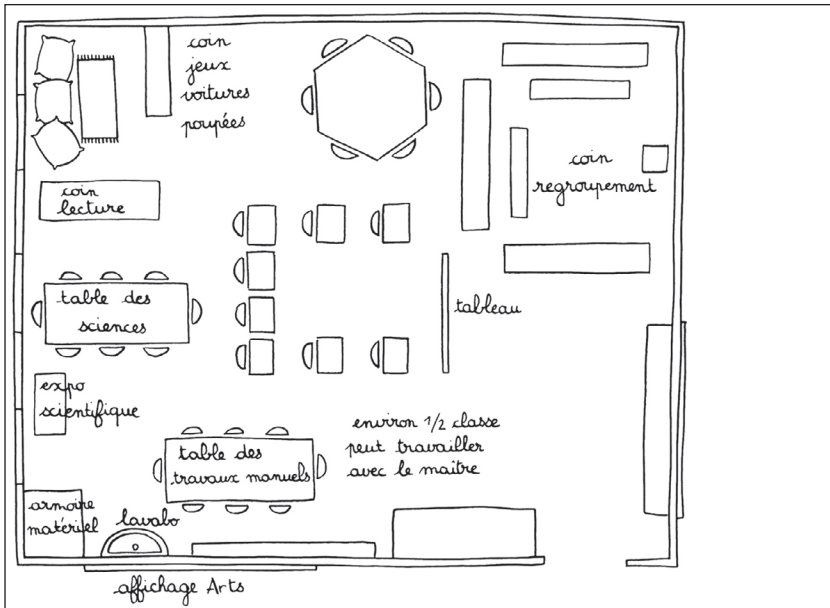 coin
jeux
voitures
poupées
coin
regroupement
coin
lecture
table des
sciences
tableau
expo
scientifique
environ 1/2 classe
peut travailler
avec le maître
table des
travaux manuels
armoire
matériel
lavabo
affichage Arts